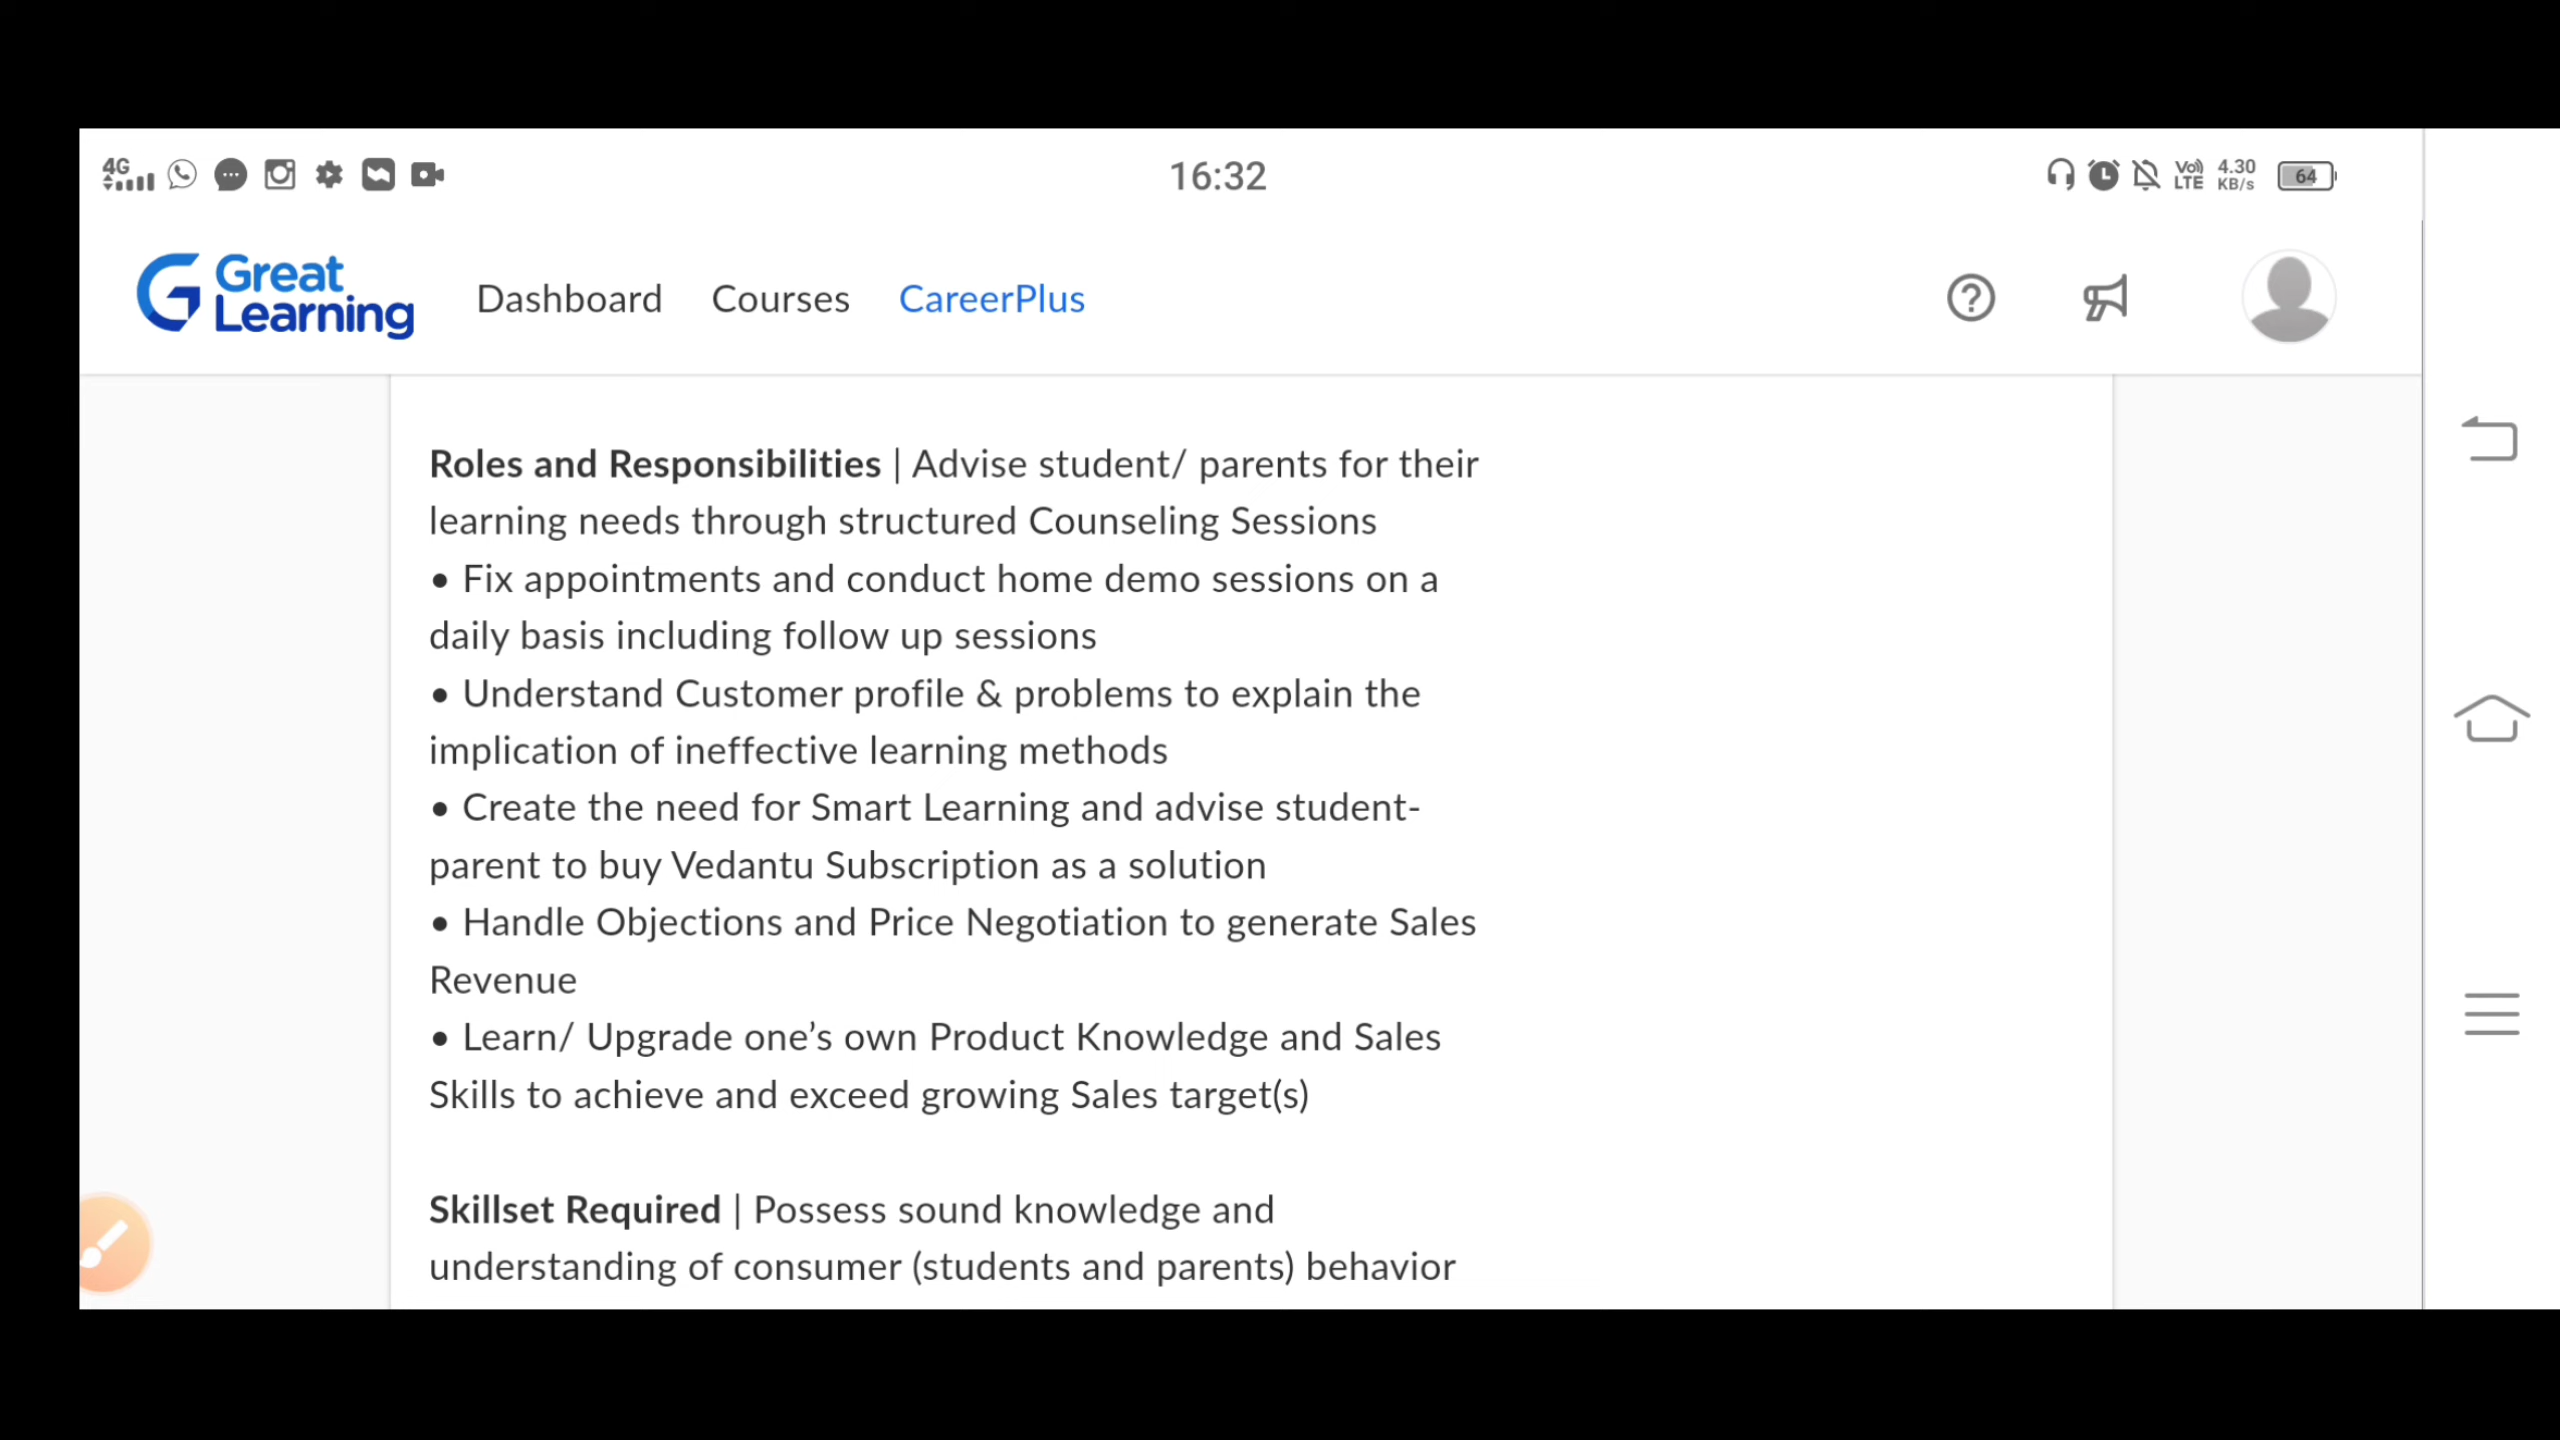 4G 16:32 Vo) LTE 4.30 KB/s 64
Great Learning Dashboard Courses CareerPlus
Roles and Responsibilities | Advise student/ parents for their
learning needs through structured Counseling Sessions
• Fix appointments and conduct home demo sessions on a
daily basis including follow up sessions
• Understand Customer profile & problems to explain the
implication of ineffective learning methods
• Create the need for Smart Learning and advise student-
parent to buy Vedantu Subscription as a solution
• Handle Objections and Price Negotiation to generate Sales
Revenue
• Learn/ Upgrade one’s own Product Knowledge and Sales
Skills to achieve and exceed growing Sales target(s)
Skillset Required | Possess sound knowledge and
understanding of consumer (students and parents) behavior